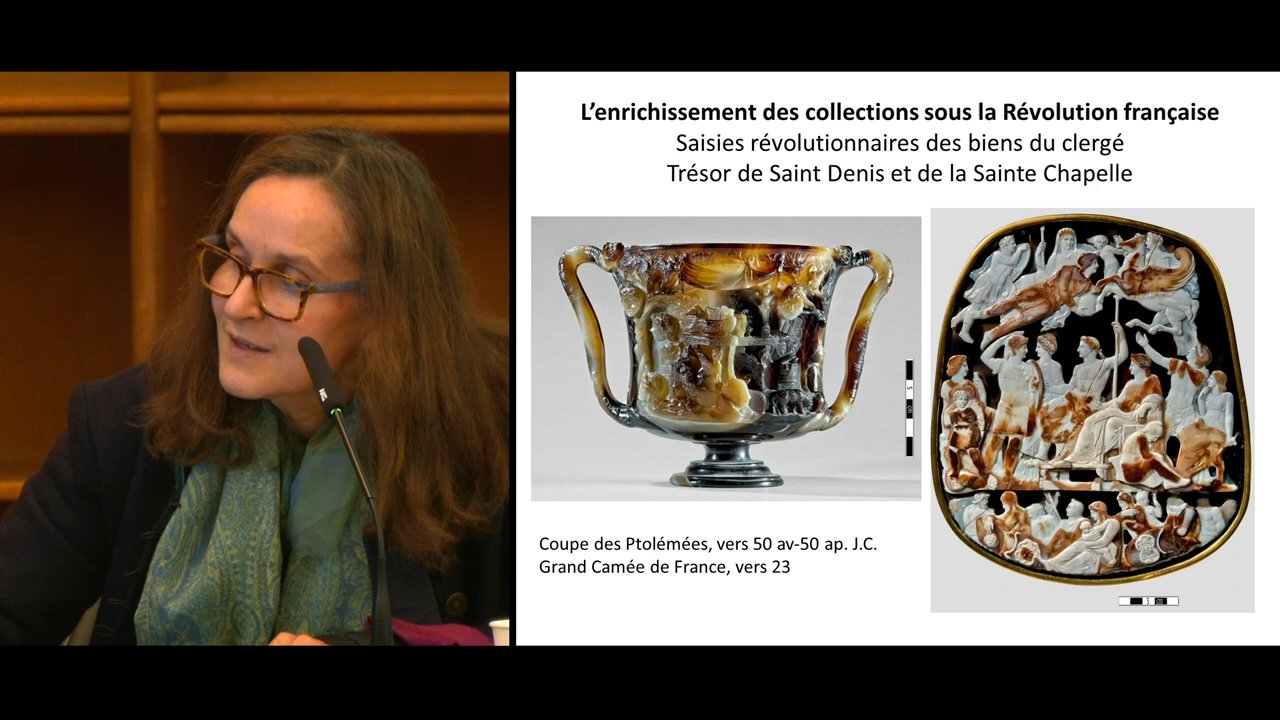 L’enrichissement des collections sous la Révolution française
Saisies révolutionnaires des biens du clergé
Trésor de Saint Denis et de la Sainte Chapelle
Coupe des Ptolémées, vers 50 av-50 ap. J.C.
Grand Camée de France, vers 23